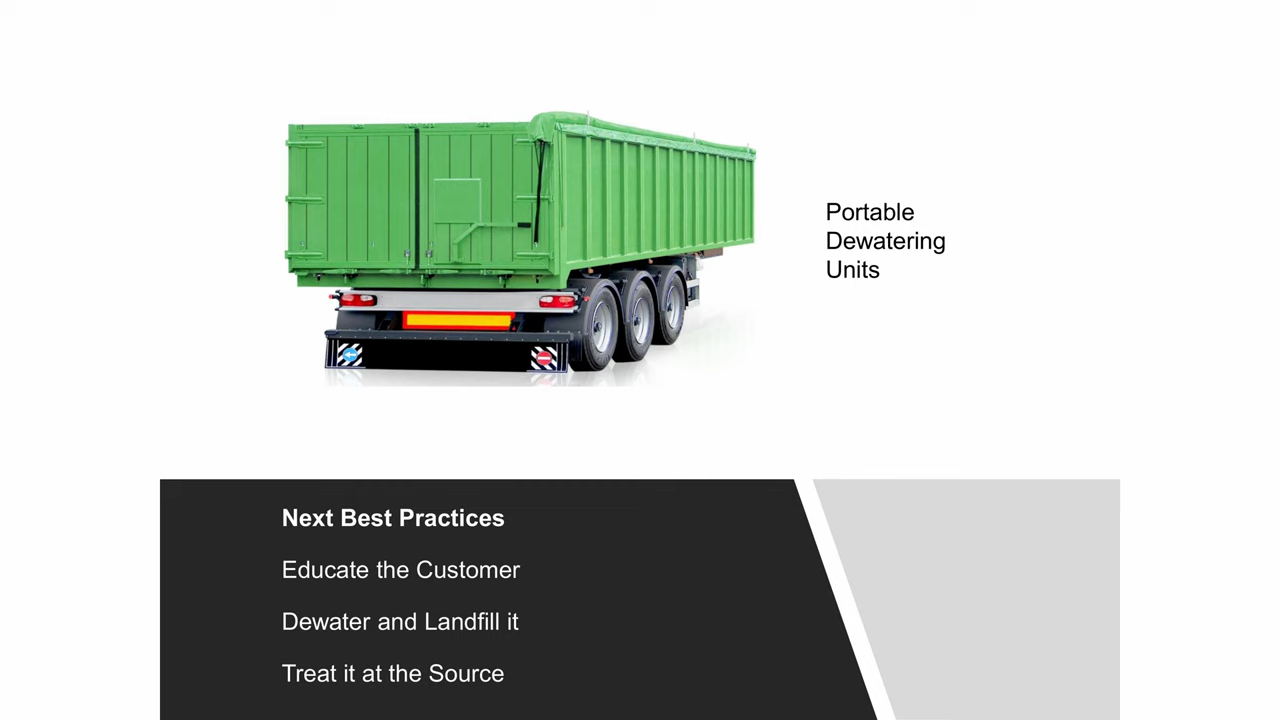 Portable
Dewatering
Units
Next Best Practices
Educate the Customer
Dewater and Landfill it
Treat it at the Source